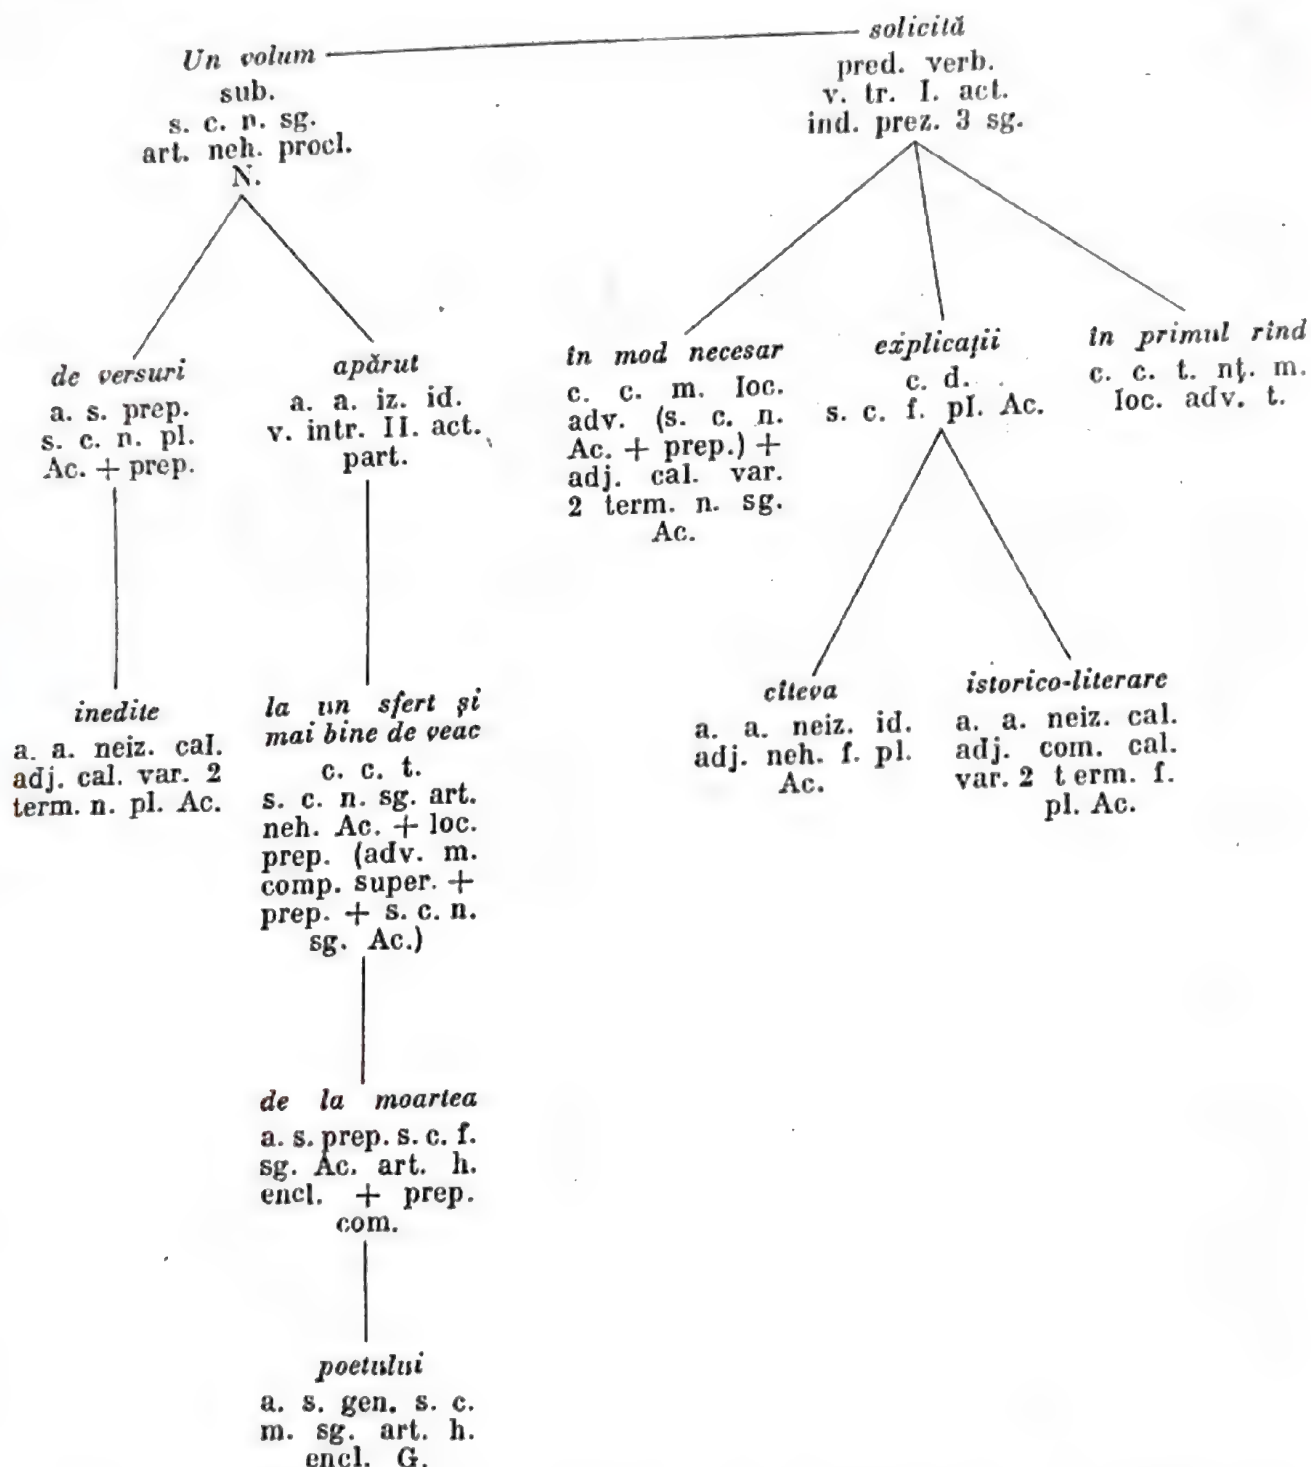 Un volum
sub.
s. c. n. sg.
art. neh. procl.
N.
solicită
pred. verb.
v. tr. I. act.
ind. prez. 3 sg.
de versuri
a. s. prep.
s. c. n. pl.
Ac. + prep.
apărut
a. a. iz. id.
v. intr. II. act.
part.
în mod necesar
c. c. m. loc.
adv. (s. c. n.
Ac. + prep.) +
adj. cal. var.
2 term. n. sg.
Ac.
explicații
c. d.
s. c. f. pl. Ac.
în primul rînd
c. c. t. nț. m.
loc. adv. t.
inedite
a. a. neiz. cal.
adj. cal. var. 2
term. n. pl. Ac.
la un sfert și
mai bine de veac
c. c. t.
s. c. n. sg. art.
neh. Ac. + loc.
prep. (adv. m.
comp. super. +
prep. + s. c. n.
sg. Ac.)
cîteva
a. a. neiz. id.
adj. neh. f. pl.
Ac.
istorico-literare
a. a. neiz. cal.
adj. com. cal.
var. 2 term. f.
pl. Ac.
de la moartea
a. s. prep. s. c. f.
sg. Ac. art. h.
encl. + prep.
com.
poetului
a. s. gen. s. c.
m. sg. art. h.
encl. G.